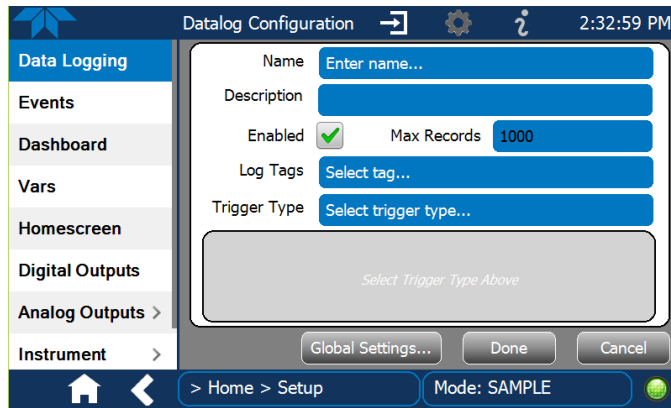 Datalog Configuration 2:32:59 PM
Data Logging
Events
Dashboard
Vars
Homescreen
Digital Outputs
Analog Outputs >
Instrument >
Name Enter name...
Description
Enabled Max Records 1000
Log Tags Select tag...
Trigger Type Select trigger type...
Select Trigger Type Above
Global Settings... Done Cancel
> Home > Setup Mode: SAMPLE